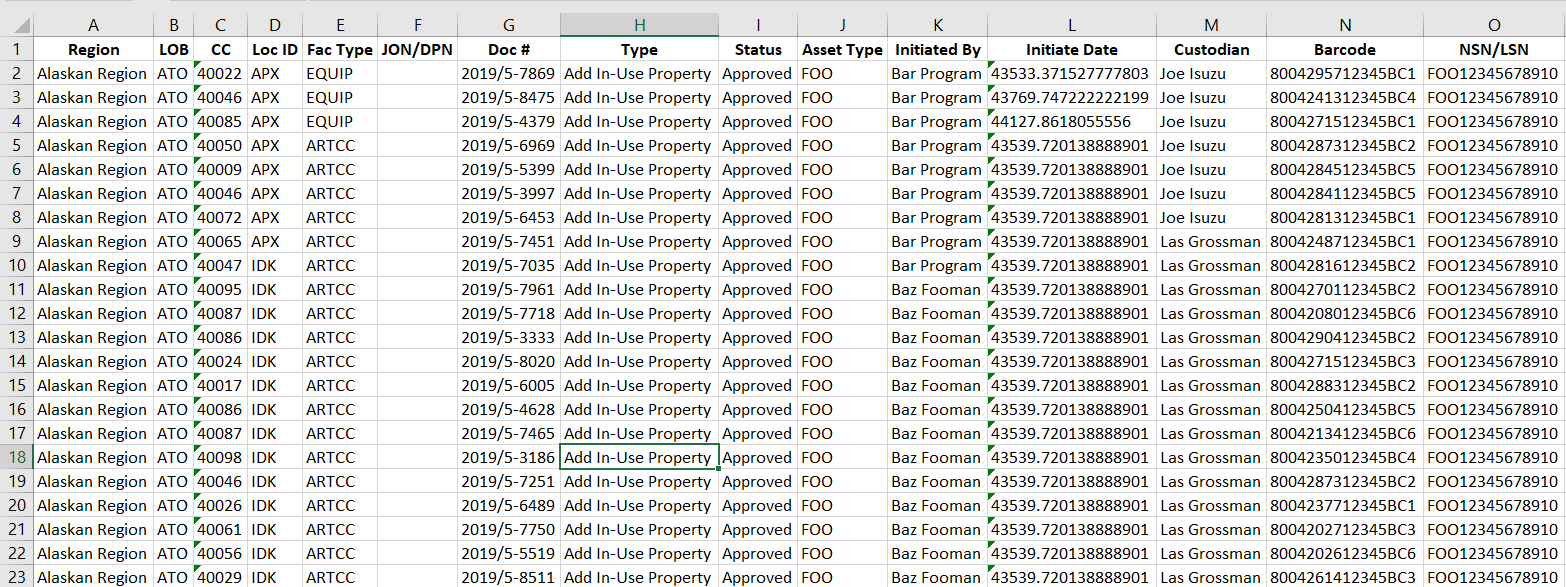 A B C D E F G H I J K L M N O
1 Region LOB CC Loc ID Fac Type JON/DPN Doc # Type Status Asset Type Initiated By Initiate Date Custodian Barcode NSN/LSN
2 Alaskan Region ATO 40022 APX EQUIP 2019/5-7869 Add In-Use Property Approved FOO Bar Program 43533.371527777803 Joe Isuzu 8004295712345BC1 FOO12345678910
3 Alaskan Region ATO 40046 APX EQUIP 2019/5-8475 Add In-Use Property Approved FOO Bar Program 43769.747222222199 Joe Isuzu 8004241312345BC4 FOO12345678910
4 Alaskan Region ATO 40085 APX EQUIP 2019/5-4379 Add In-Use Property Approved FOO Bar Program 44127.8618055556 Joe Isuzu 8004271512345BC1 FOO12345678910
5 Alaskan Region ATO 40050 APX ARTCC 2019/5-6969 Add In-Use Property Approved FOO Bar Program 43539.720138888901 Joe Isuzu 8004287312345BC2 FOO12345678910
6 Alaskan Region ATO 40009 APX ARTCC 2019/5-5399 Add In-Use Property Approved FOO Bar Program 43539.720138888901 Joe Isuzu 8004284512345BC5 FOO12345678910
7 Alaskan Region ATO 40046 APX ARTCC 2019/5-3997 Add In-Use Property Approved FOO Bar Program 43539.720138888901 Joe Isuzu 8004284112345BC5 FOO12345678910
8 Alaskan Region ATO 40072 APX ARTCC 2019/5-6453 Add In-Use Property Approved FOO Bar Program 43539.720138888901 Joe Isuzu 8004281312345BC1 FOO12345678910
9 Alaskan Region ATO 40065 APX ARTCC 2019/5-7451 Add In-Use Property Approved FOO Bar Program 43539.720138888901 Las Grossman 8004248712345BC1 FOO12345678910
10 Alaskan Region ATO 40047 IDK ARTCC 2019/5-7035 Add In-Use Property Approved FOO Bar Program 43539.720138888901 Las Grossman 8004281612345BC2 FOO12345678910
11 Alaskan Region ATO 40095 IDK ARTCC 2019/5-7961 Add In-Use Property Approved FOO Baz Fooman 43539.720138888901 Las Grossman 8004270112345BC2 FOO12345678910
12 Alaskan Region ATO 40087 IDK ARTCC 2019/5-7718 Add In-Use Property Approved FOO Baz Fooman 43539.720138888901 Las Grossman 8004208012345BC6 FOO12345678910
13 Alaskan Region ATO 40086 IDK ARTCC 2019/5-3333 Add In-Use Property Approved FOO Baz Fooman 43539.720138888901 Las Grossman 8004290412345BC2 FOO12345678910
14 Alaskan Region ATO 40024 IDK ARTCC 2019/5-8020 Add In-Use Property Approved FOO Baz Fooman 43539.720138888901 Las Grossman 8004271512345BC3 FOO12345678910
15 Alaskan Region ATO 40017 IDK ARTCC 2019/5-6005 Add In-Use Property Approved FOO Baz Fooman 43539.720138888901 Las Grossman 8004288312345BC2 FOO12345678910
16 Alaskan Region ATO 40086 IDK ARTCC 2019/5-4628 Add In-Use Property Approved FOO Baz Fooman 43539.720138888901 Las Grossman 8004250412345BC5 FOO12345678910
17 Alaskan Region ATO 40087 IDK ARTCC 2019/5-7465 Add In-Use Property Approved FOO Baz Fooman 43539.720138888901 Las Grossman 8004213412345BC6 FOO12345678910
18 Alaskan Region ATO 40098 IDK ARTCC 2019/5-3186 Add In-Use Property Approved FOO Baz Fooman 43539.720138888901 Las Grossman 8004235012345BC4 FOO12345678910
19 Alaskan Region ATO 40046 IDK ARTCC 2019/5-7251 Add In-Use Property Approved FOO Baz Fooman 43539.720138888901 Las Grossman 8004287312345BC2 FOO12345678910
20 Alaskan Region ATO 40026 IDK ARTCC 2019/5-6489 Add In-Use Property Approved FOO Baz Fooman 43539.720138888901 Las Grossman 8004237712345BC1 FOO12345678910
21 Alaskan Region ATO 40061 IDK ARTCC 2019/5-7750 Add In-Use Property Approved FOO Baz Fooman 43539.720138888901 Las Grossman 8004202712345BC3 FOO12345678910
22 Alaskan Region ATO 40056 IDK ARTCC 2019/5-5519 Add In-Use Property Approved FOO Baz Fooman 43539.720138888901 Las Grossman 8004202612345BC6 FOO12345678910
23 Alaskan Region ATO 40029 IDK ARTCC 2019/5-8511 Add In-Use Property Approved FOO Baz Fooman 43539.720138888901 Las Grossman 8004261412345BC3 FOO12345678910